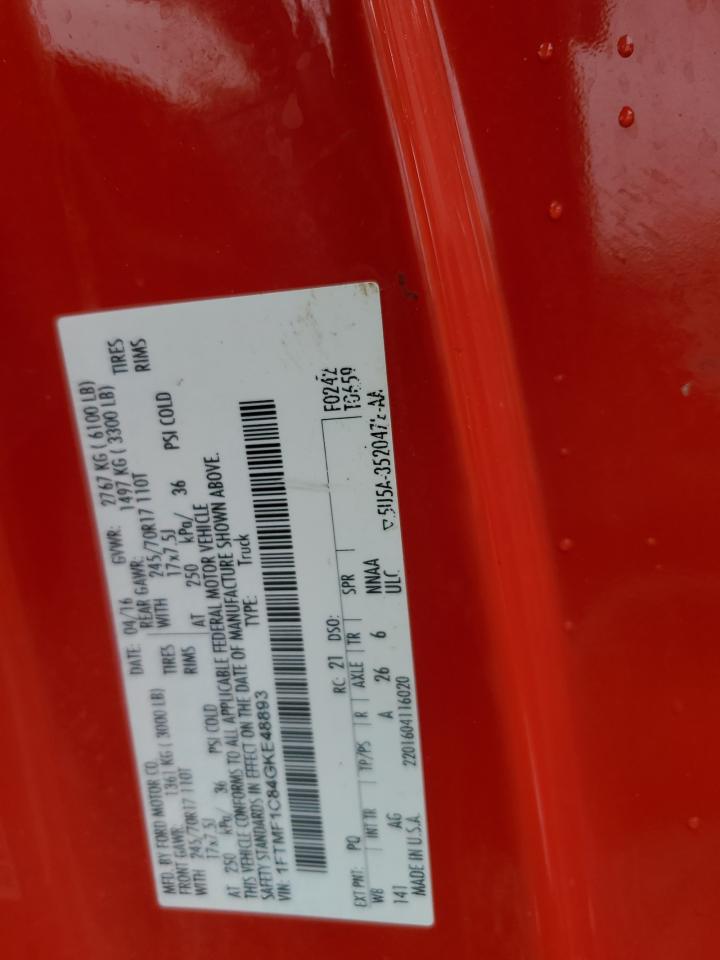 MFD. BY FORD MOTOR CO.
DATE: 04/16 GVWR: 2767 KG ( 6100 LB)
FRONT GAWR: 1361 KG ( 3000 LB) REAR GAWR: 1497 KG ( 3300 LB)
WITH 245/70R17 110T TIRES WITH 245/70R17 110T TIRES
17x7.5J RIMS 17x7.5J RIMS
AT 250 kPa/ 36 PSI COLD AT 250 kPa/ 36 PSI COLD
THIS VEHICLE CONFORMS TO ALL APPLICABLE FEDERAL MOTOR VEHICLE
SAFETY STANDARDS IN EFFECT ON THE DATE OF MANUFACTURE SHOWN ABOVE.
VIN: 1FTMF1C84GKE48893 TYPE: Truck
EXT PNT: PQ RC: 21 DSO: F0242
WB INT TR TP/PS R AXLE TR SPR T0659
141 AG A 26 6 NNAA
ULC
MADE IN U.S.A. 2201604116020